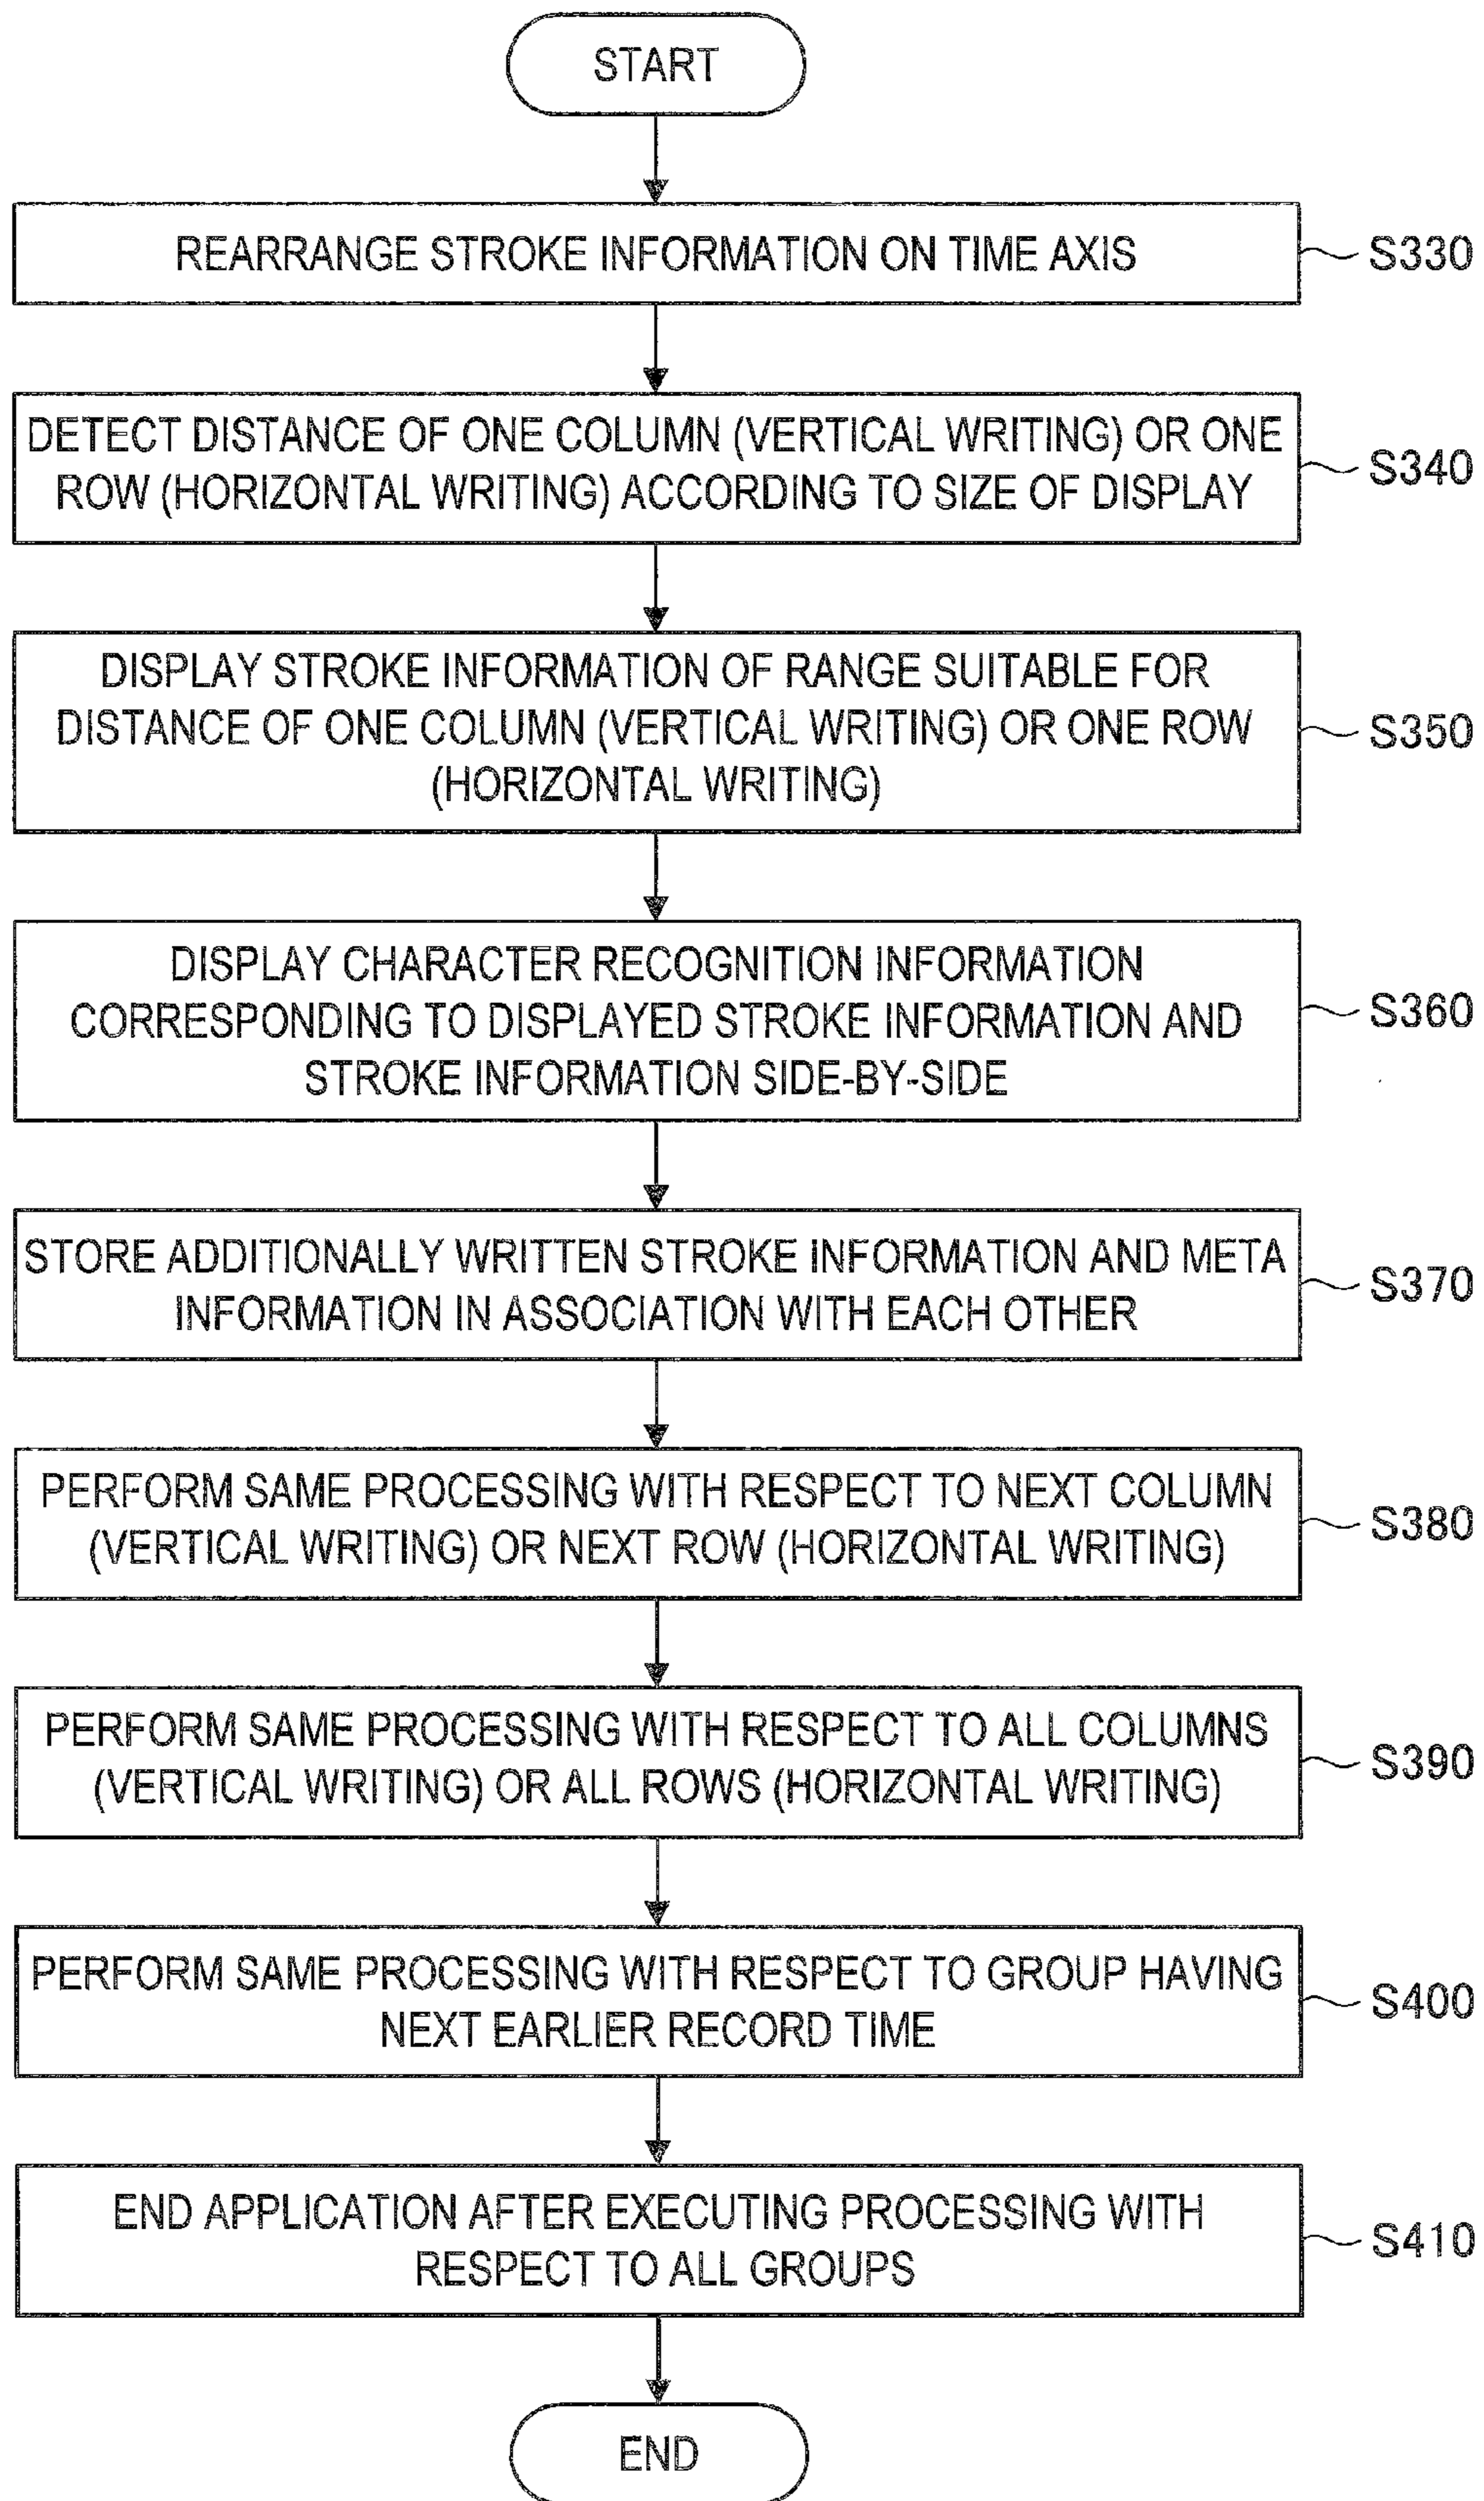 START
REARRANGE STROKE INFORMATION ON TIME AXIS
S330
DETECT DISTANCE OF ONE COLUMN (VERTICAL WRITING) OR ONE
ROW (HORIZONTAL WRITING) ACCORDING TO SIZE OF DISPLAY
S340
DISPLAY STROKE INFORMATION OF RANGE SUITABLE FOR
DISTANCE OF ONE COLUMN (VERTICAL WRITING) OR ONE ROW
(HORIZONTAL WRITING)
S350
DISPLAY CHARACTER RECOGNITION INFORMATION
CORRESPONDING TO DISPLAYED STROKE INFORMATION AND
STROKE INFORMATION SIDE-BY-SIDE
S360
STORE ADDITIONALLY WRITTEN STROKE INFORMATION AND META
INFORMATION IN ASSOCIATION WITH EACH OTHER
S370
PERFORM SAME PROCESSING WITH RESPECT TO NEXT COLUMN
(VERTICAL WRITING) OR NEXT ROW (HORIZONTAL WRITING)
S380
PERFORM SAME PROCESSING WITH RESPECT TO ALL COLUMNS
(VERTICAL WRITING) OR ALL ROWS (HORIZONTAL WRITING)
S390
PERFORM SAME PROCESSING WITH RESPECT TO GROUP HAVING
NEXT EARLIER RECORD TIME
S400
END APPLICATION AFTER EXECUTING PROCESSING WITH
RESPECT TO ALL GROUPS
S410
END